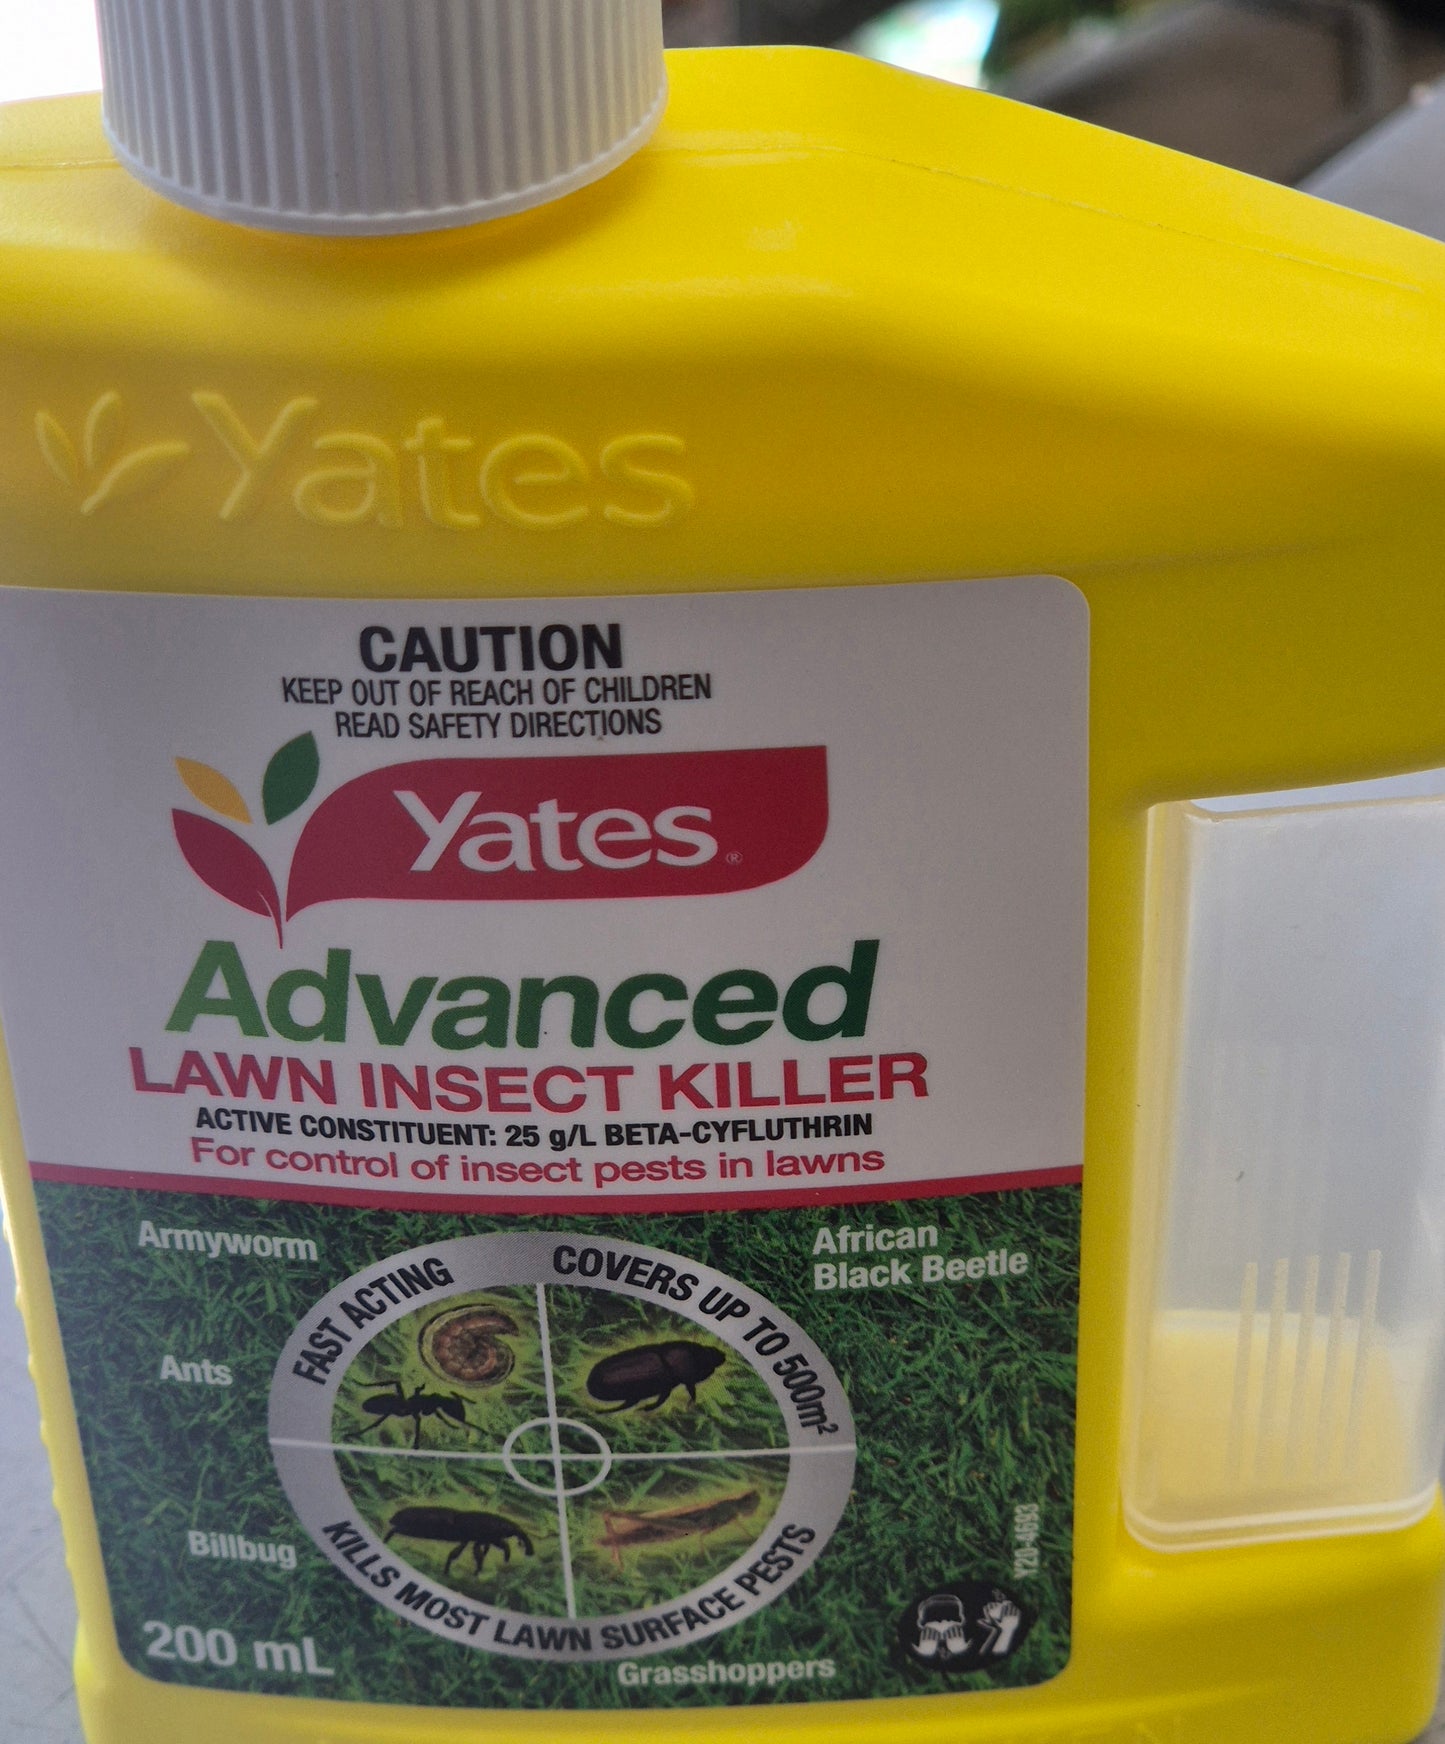 Yates
CAUTION
KEEP OUT OF REACH OF CHILDREN
READ SAFETY DIRECTIONS
Yates®
Advanced
LAWN INSECT KILLER
ACTIVE CONSTITUENT: 25 g/L BETA-CYFLUTHRIN
For control of insect pests in lawns
Armyworm
African
Black Beetle
FAST ACTING
COVERS UP TO 500m²
Ants
Billbug
KILLS MOST LAWN SURFACE PESTS
Y20-4693
200 mL
Grasshoppers